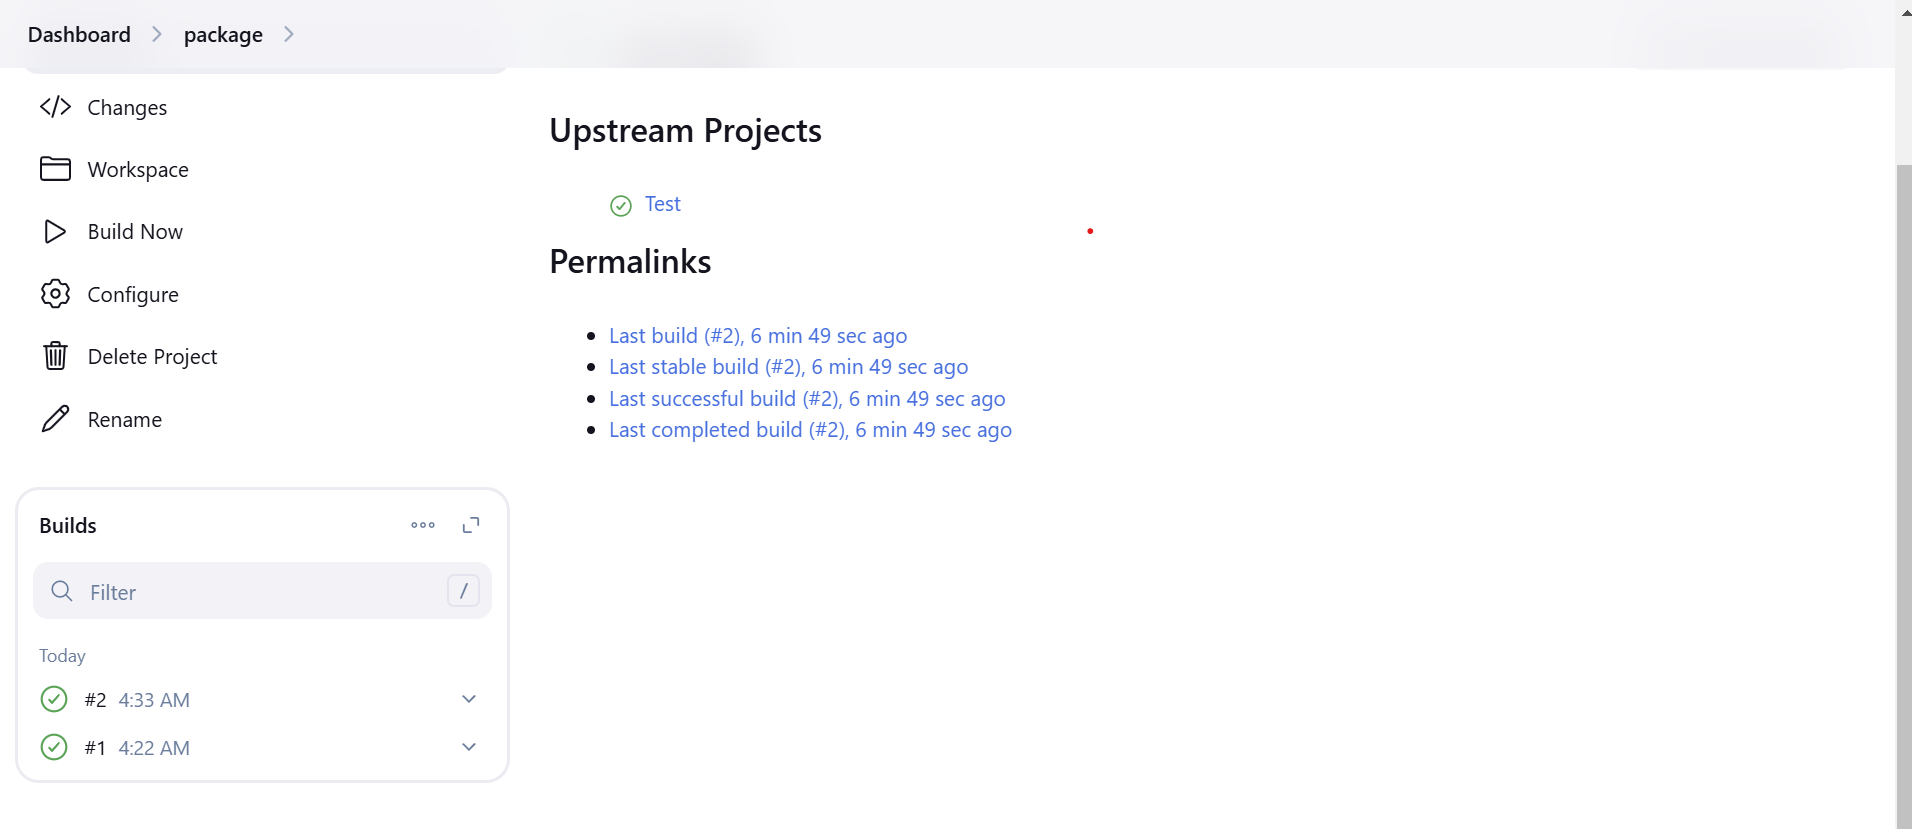 Dashboard > package >
Changes
Workspace
Build Now
Configure
Delete Project
Rename
Builds
Filter /
Today
#2 4:33 AM
#1 4:22 AM
Upstream Projects
Test
Permalinks
Last build (#2), 6 min 49 sec ago
Last stable build (#2), 6 min 49 sec ago
Last successful build (#2), 6 min 49 sec ago
Last completed build (#2), 6 min 49 sec ago